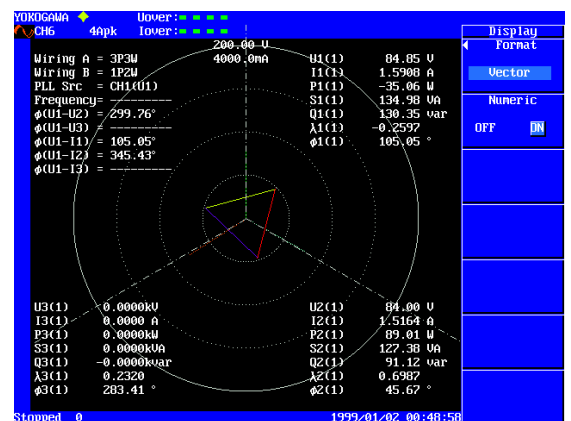 YOKOGAWA ◆ Uover:
CH6 4Apk Iover:
Display
Format
Vector
Numeric
OFF ON
200.00 V
4000.0mA
Wiring A = 3P3W
Wiring B = 1P2W
PLL Src = CH1(U1)
Frequency= ----------
φ(U1-U2) = 299.76°
φ(U1-U3) = ----------
φ(U1-I1) = 105.05°
φ(U1-I2) = 345.43°
φ(U1-I3) = ----------
U1(1) 84.85 V
I1(1) 1.5908 A
P1(1) -35.06 W
S1(1) 134.98 VA
Q1(1) 130.35 var
λ1(1) -0.2597
φ1(1) 105.05 °
U3(1) 0.0000kV
I3(1) 0.0000 A
P3(1) 0.0000kW
S3(1) 0.0000kVA
Q3(1) -0.0000kvar
λ3(1) 0.2320
φ3(1) 283.41 °
U2(1) 84.00 V
I2(1) 1.5164 A
P2(1) 89.01 W
S2(1) 127.38 VA
Q2(1) 91.12 var
λ2(1) 0.6987
φ2(1) 45.67 °
Stopped 0
1999/01/02 00:48:58